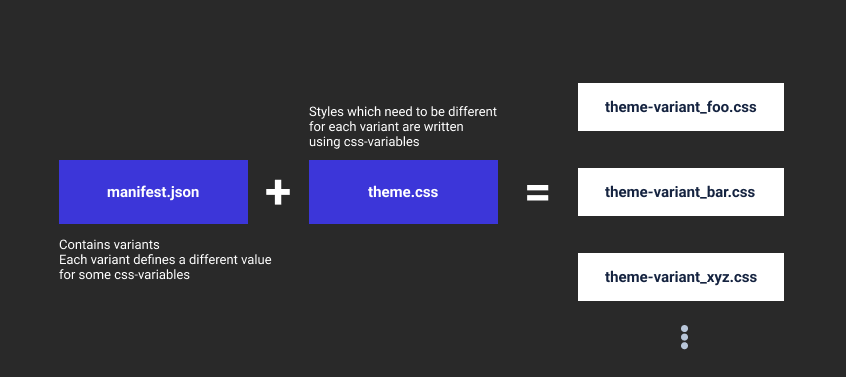 Styles which need to be different
for each variant are written
using css-variables
manifest.json
+
theme.css
=
Contains variants
Each variant defines a different value
for some css-variables
theme-variant_foo.css
theme-variant_bar.css
theme-variant_xyz.css